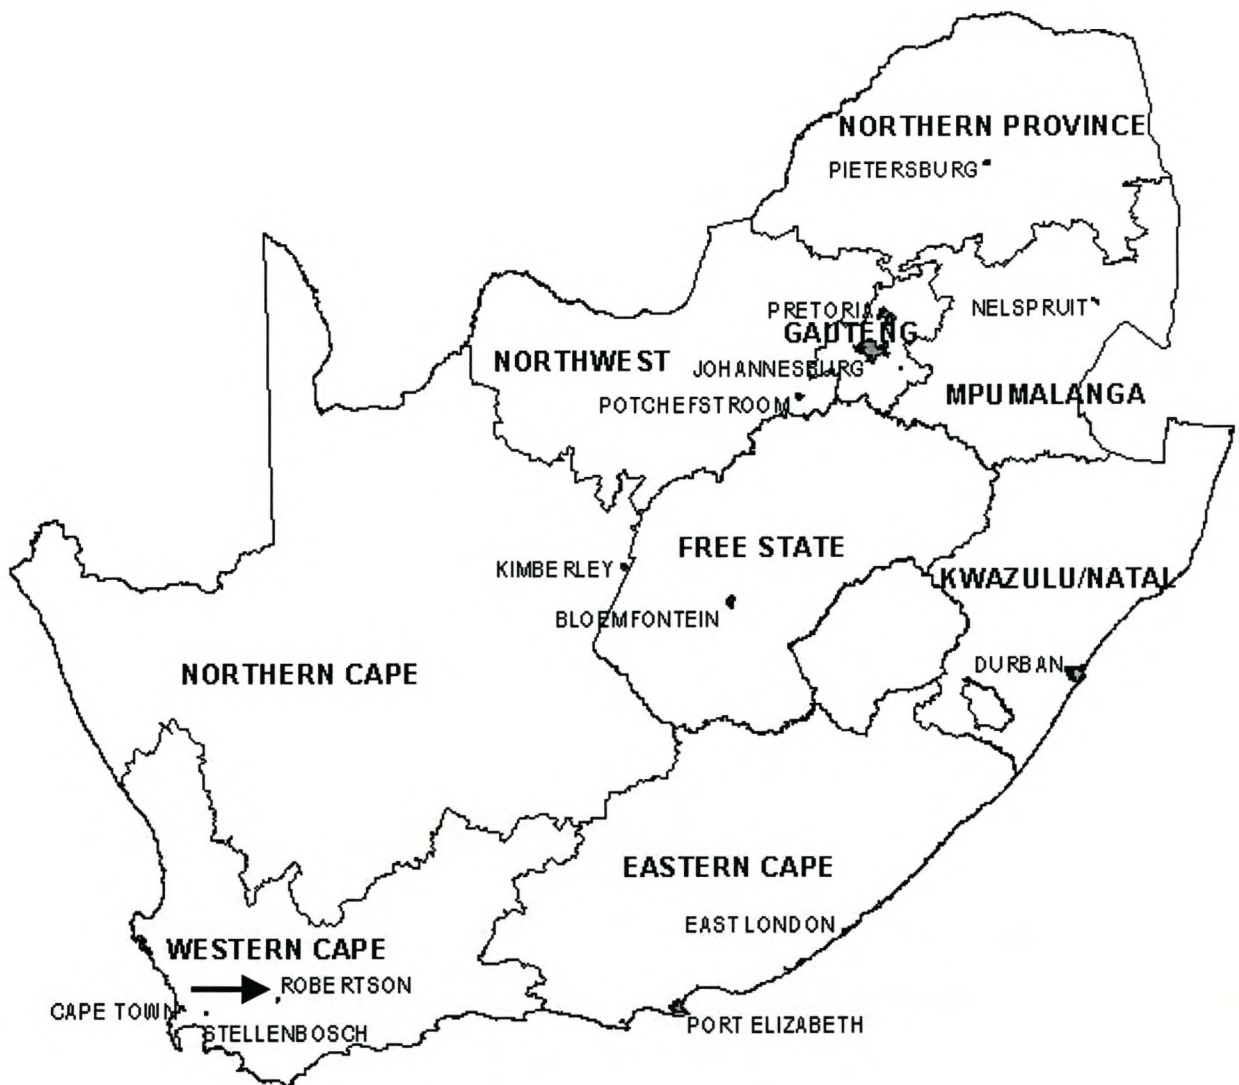 NORTHERN PROVINCE
PIETERSBURG
PRETORIA
NELSPRUIT
GAUTENG
NORTHWEST
JOHANNESBURG
POTCHEFSTROOM
MPUMALANGA
FREE STATE
KIMBERLEY
KWAZULU/NATAL
BLOEMFONTEIN
NORTHERN CAPE
DURBAN
EASTERN CAPE
EAST LONDON
WESTERN CAPE
ROBERTSON
CAPE TOWN
STELLENBOSCH
PORT ELIZABETH